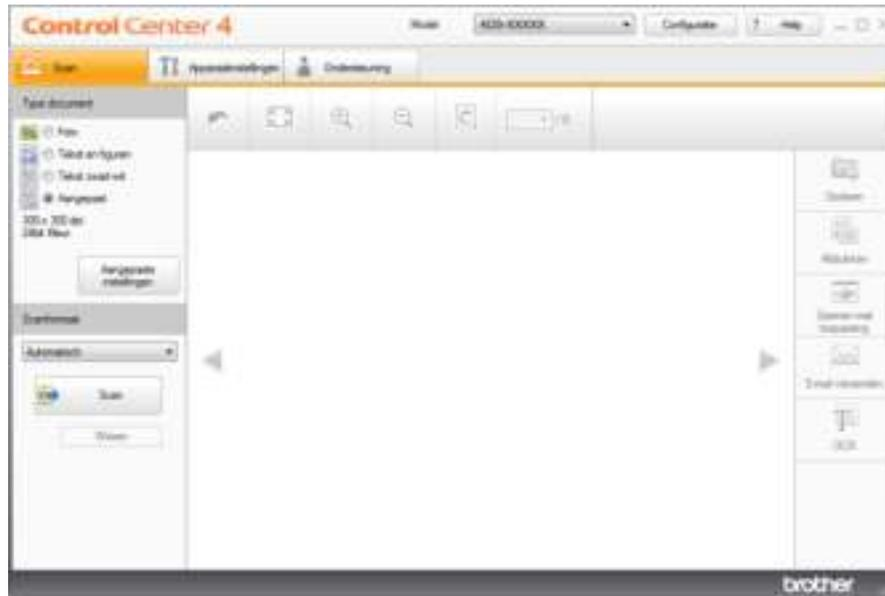 Control Center 4
Model ADS-XXXXX Configuratie ? Help
Scan Apparaatinstellingen Ondersteuning
Type document
Foto
Tekst en figuren
Tekst zwart-wit
Aangepast
300 x 300 dpi
24bit Kleur
Aangepaste
instellingen
Scanformaat
Automatisch
Scan
Wissen
Opslaan
Afdrukken
Openen met
toepassing
E-mail verzenden
OCR
brother